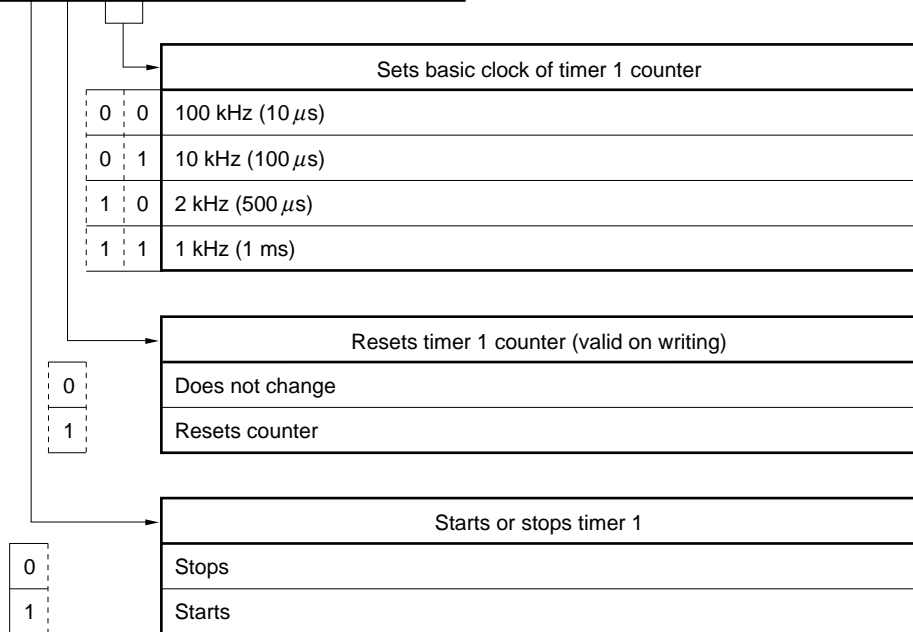 Sets basic clock of timer 1 counter
0 0 100 kHz (10 μs)
0 1 10 kHz (100 μs)
1 0 2 kHz (500 μs)
1 1 1 kHz (1 ms)
Resets timer 1 counter (valid on writing)
0 Does not change
1 Resets counter
Starts or stops timer 1
0 Stops
1 Starts